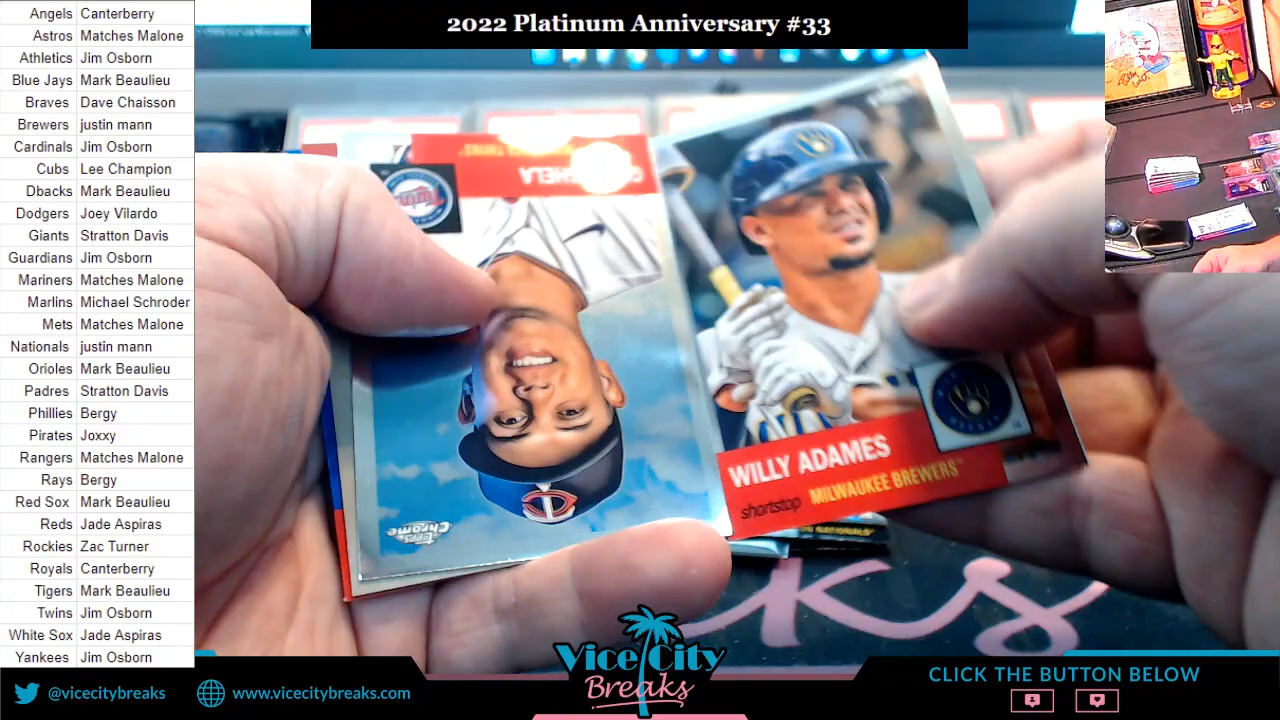 2022 Platinum Anniversary #33
Angels Canterberry
Astros Matches Malone
Athletics Jim Osborn
Blue Jays Mark Beaulieu
Braves Dave Chaisson
Brewers justin mann
Cardinals Jim Osborn
Cubs Lee Champion
Dbacks Mark Beaulieu
Dodgers Joey Vilardo
Giants Stratton Davis
Guardians Jim Osborn
Mariners Matches Malone
Marlins Michael Schroder
Mets Matches Malone
Nationals justin mann
Orioles Mark Beaulieu
Padres Stratton Davis
Phillies Bergy
Pirates Joxxy
Rangers Matches Malone
Rays Bergy
Red Sox Mark Beaulieu
Reds Jade Aspiras
Rockies Zac Turner
Royals Canterberry
Tigers Mark Beaulieu
Twins Jim Osborn
White Sox Jade Aspiras
Yankees Jim Osborn
Twins
Topps
Chrome
WILLY ADAMES
shortstop MILWAUKEE BREWERS™
NATIONALS
ks
Vice City
Breaks
@vicecitybreaks
www.vicecitybreaks.com
CLICK THE BUTTON BELOW